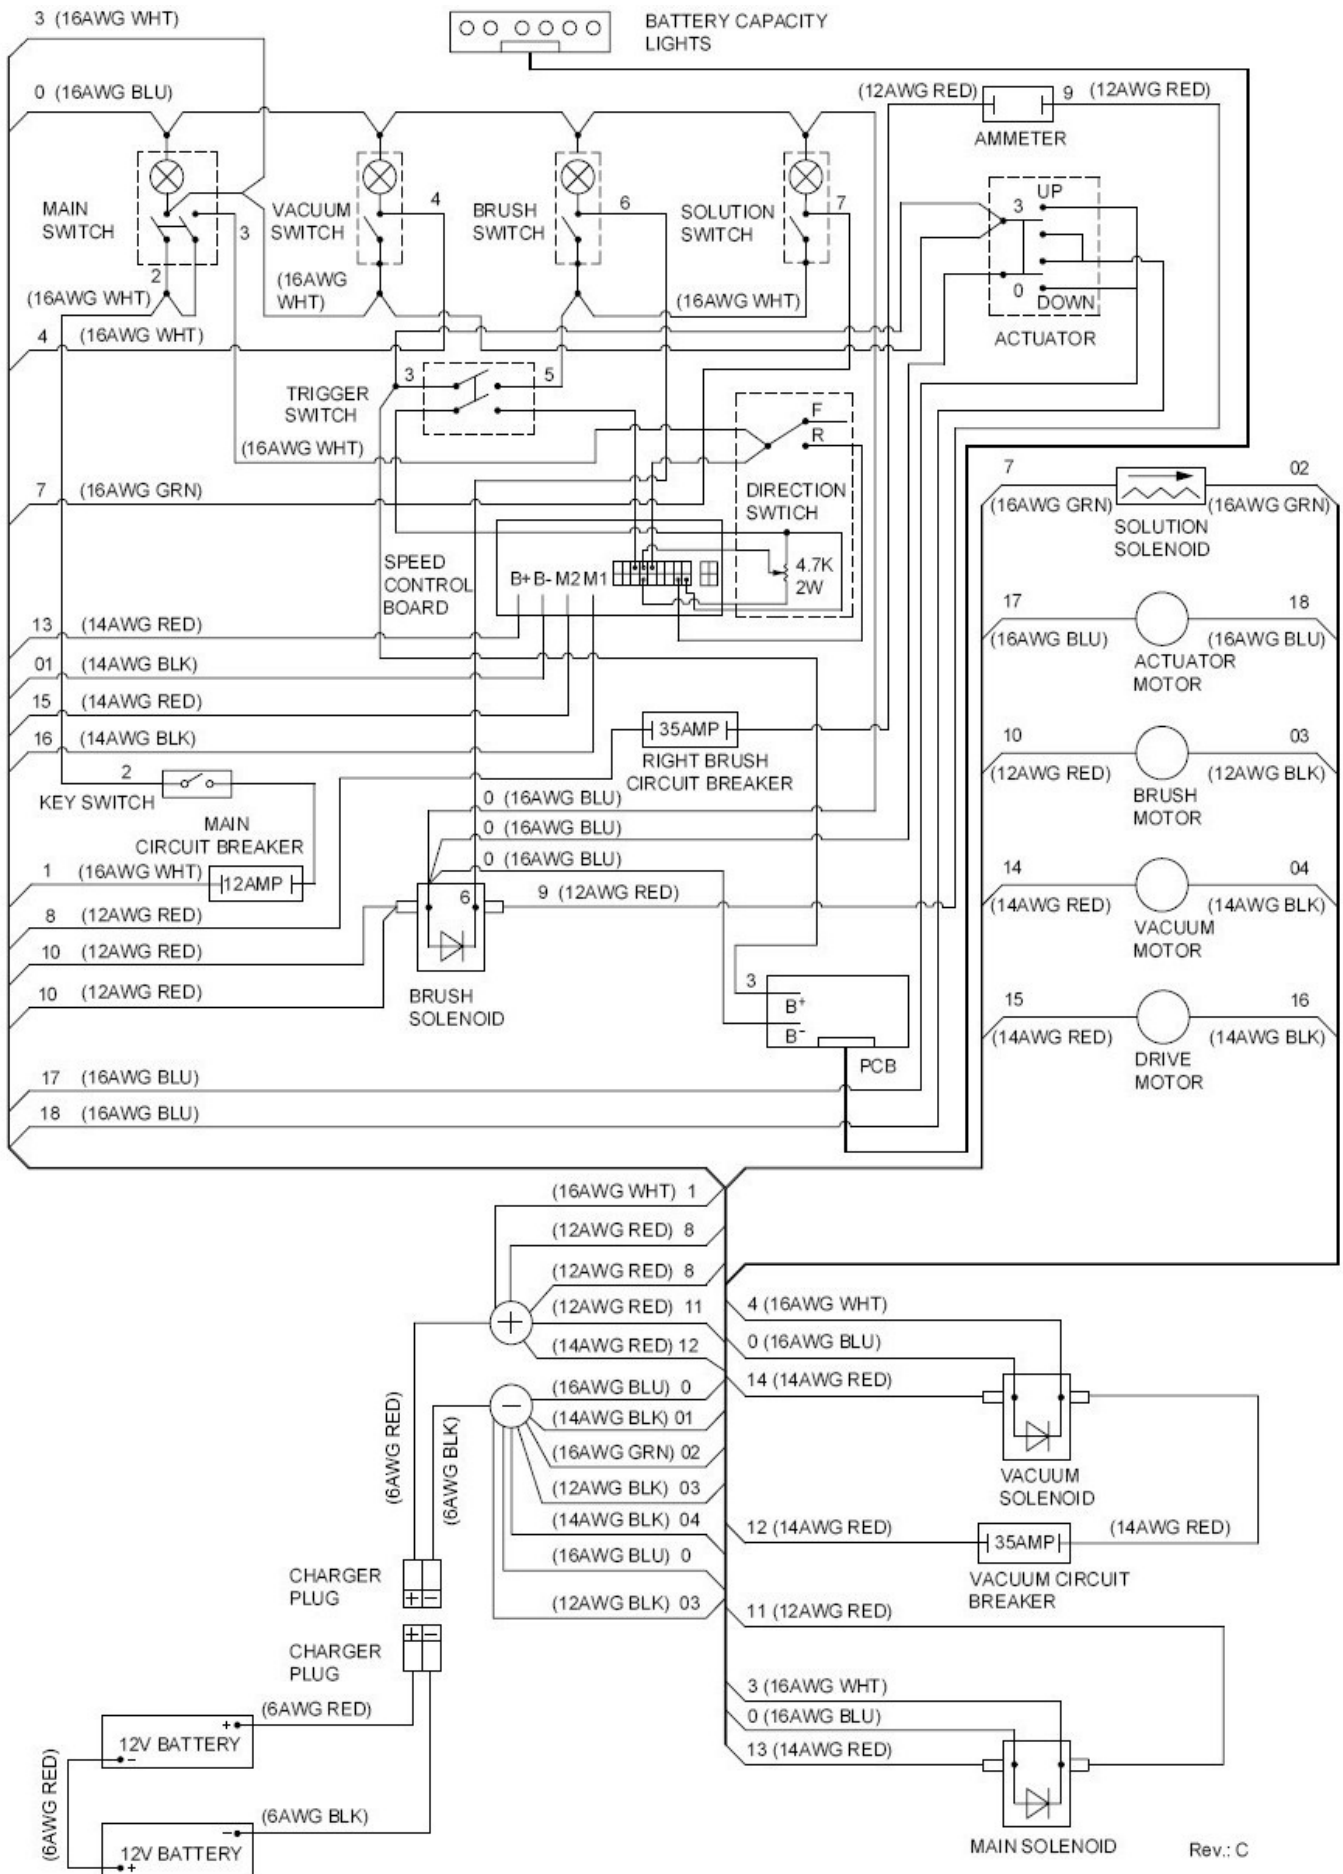 3 (16AWG WHT)
BATTERY CAPACITY
LIGHTS
0 (16AWG BLU)
(12AWG RED)
9 (12AWG RED)
AMMETER
MAIN
SWITCH
3
2
VACUUM
SWITCH
4
BRUSH
SWITCH
6
SOLUTION
SWITCH
7
UP
3
0
DOWN
ACTUATOR
(16AWG WHT)
(16AWG
WHT)
(16AWG WHT)
4 (16AWG WHT)
TRIGGER
SWITCH
3
5
(16AWG WHT)
F
R
DIRECTION
SWTICH
4.7K
2W
7 (16AWG GRN)
SPEED
CONTROL
BOARD
B+ B- M2 M1
13 (14AWG RED)
01 (14AWG BLK)
15 (14AWG RED)
16 (14AWG BLK)
35AMP
RIGHT BRUSH
CIRCUIT BREAKER
2
KEY SWITCH
MAIN
CIRCUIT BREAKER
12AMP
1 (16AWG WHT)
0 (16AWG BLU)
0 (16AWG BLU)
0 (16AWG BLU)
8 (12AWG RED)
10 (12AWG RED)
10 (12AWG RED)
6
9 (12AWG RED)
BRUSH
SOLENOID
3
B+
B-
PCB
17 (16AWG BLU)
18 (16AWG BLU)
7
02
(16AWG GRN)
(16AWG GRN)
SOLUTION
SOLENOID
17
18
(16AWG BLU)
(16AWG BLU)
ACTUATOR
MOTOR
10
03
(12AWG RED)
(12AWG BLK)
BRUSH
MOTOR
14
04
(14AWG RED)
(14AWG BLK)
VACUUM
MOTOR
15
16
(14AWG RED)
(14AWG BLK)
DRIVE
MOTOR
(16AWG WHT) 1
(12AWG RED) 8
(12AWG RED) 8
(12AWG RED) 11
(14AWG RED) 12
+
(16AWG BLU) 0
(14AWG BLK) 01
(16AWG GRN) 02
(12AWG BLK) 03
(14AWG BLK) 04
(16AWG BLU) 0
(12AWG BLK) 03
−
(6AWG RED)
(6AWG BLK)
CHARGER
PLUG
+ −
CHARGER
PLUG
+ −
(6AWG RED)
+
12V BATTERY
-
(6AWG RED)
(6AWG BLK)
-
12V BATTERY
+
4 (16AWG WHT)
0 (16AWG BLU)
14 (14AWG RED)
VACUUM
SOLENOID
12 (14AWG RED)
35AMP
(14AWG RED)
VACUUM CIRCUIT
BREAKER
11 (12AWG RED)
3 (16AWG WHT)
0 (16AWG BLU)
13 (14AWG RED)
MAIN SOLENOID
Rev.: C